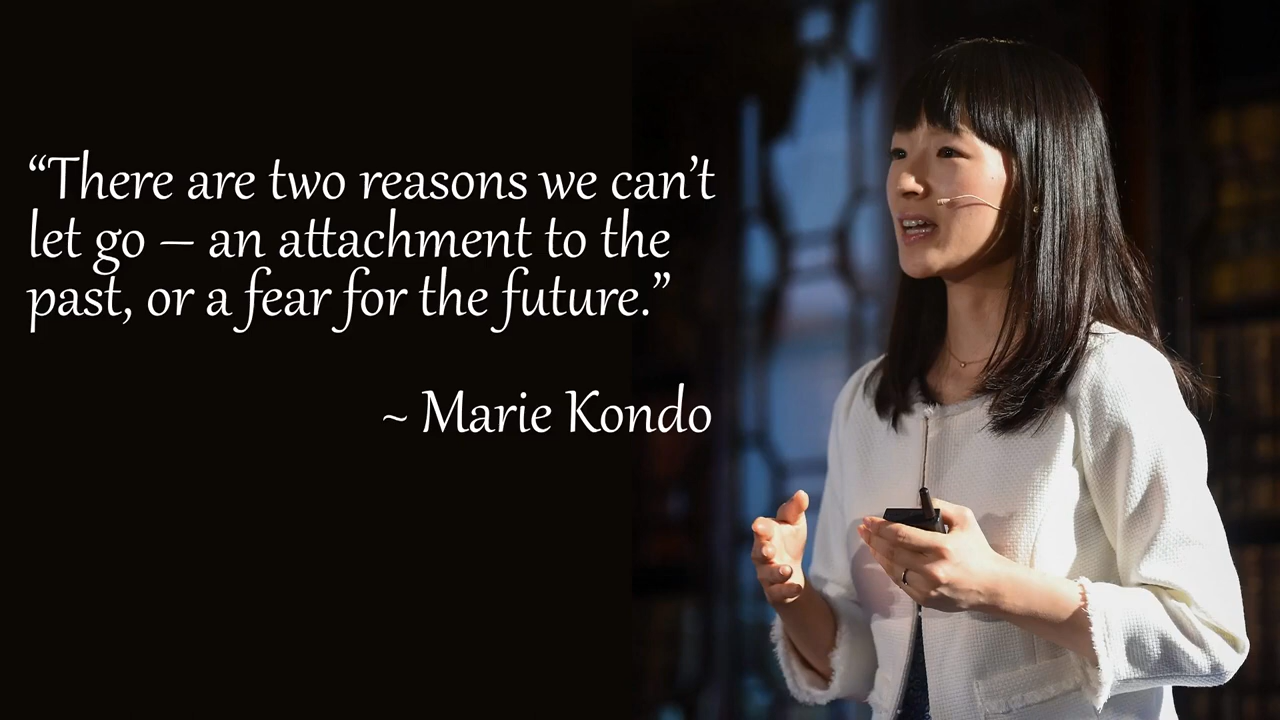 “There are two reasons we can’t
let go – an attachment to the
past, or a fear for the future.”
~ Marie Kondo